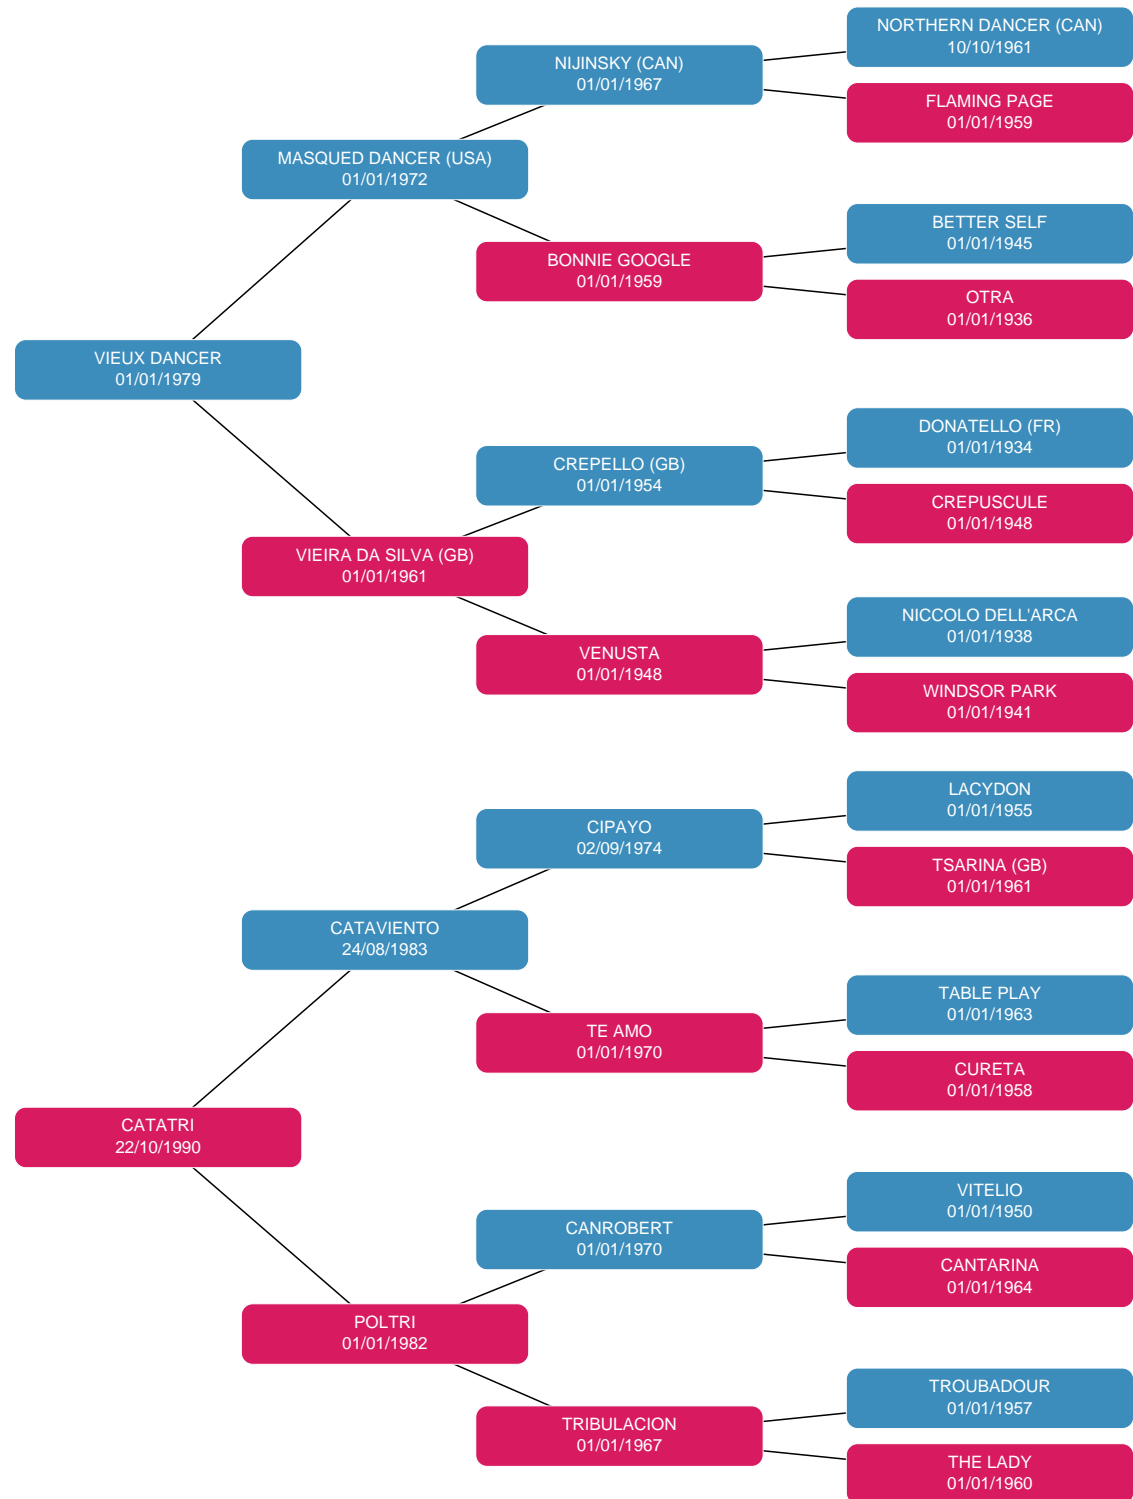 NORTHERN DANCER (CAN)
10/10/1961
NIJINSKY (CAN)
01/01/1967
FLAMING PAGE
01/01/1959
MASQUED DANCER (USA)
01/01/1972
BETTER SELF
01/01/1945
BONNIE GOOGLE
01/01/1959
OTRA
01/01/1936
VIEUX DANCER
01/01/1979
DONATELLO (FR)
01/01/1934
CREPELLO (GB)
01/01/1954
CREPUSCULE
01/01/1948
VIEIRA DA SILVA (GB)
01/01/1961
NICCOLO DELL'ARCA
01/01/1938
VENUSTA
01/01/1948
WINDSOR PARK
01/01/1941
LACYDON
01/01/1955
CIPAYO
02/09/1974
TSARINA (GB)
01/01/1961
CATAVIENTO
24/08/1983
TABLE PLAY
01/01/1963
TE AMO
01/01/1970
CURETA
01/01/1958
CATATRI
22/10/1990
VITELIO
01/01/1950
CANROBERT
01/01/1970
CANTARINA
01/01/1964
POLTRI
01/01/1982
TROUBADOUR
01/01/1957
TRIBULACION
01/01/1967
THE LADY
01/01/1960